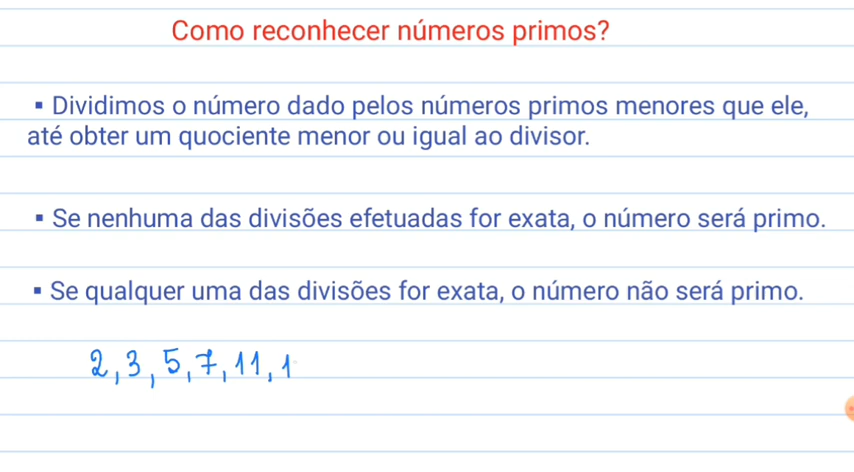 Como reconhecer números primos?
▪ Dividimos o número dado pelos números primos menores que ele,
até obter um quociente menor ou igual ao divisor.
▪ Se nenhuma das divisões efetuadas for exata, o número será primo.
▪ Se qualquer uma das divisões for exata, o número não será primo.
2, 3, 5, 7, 11, 1